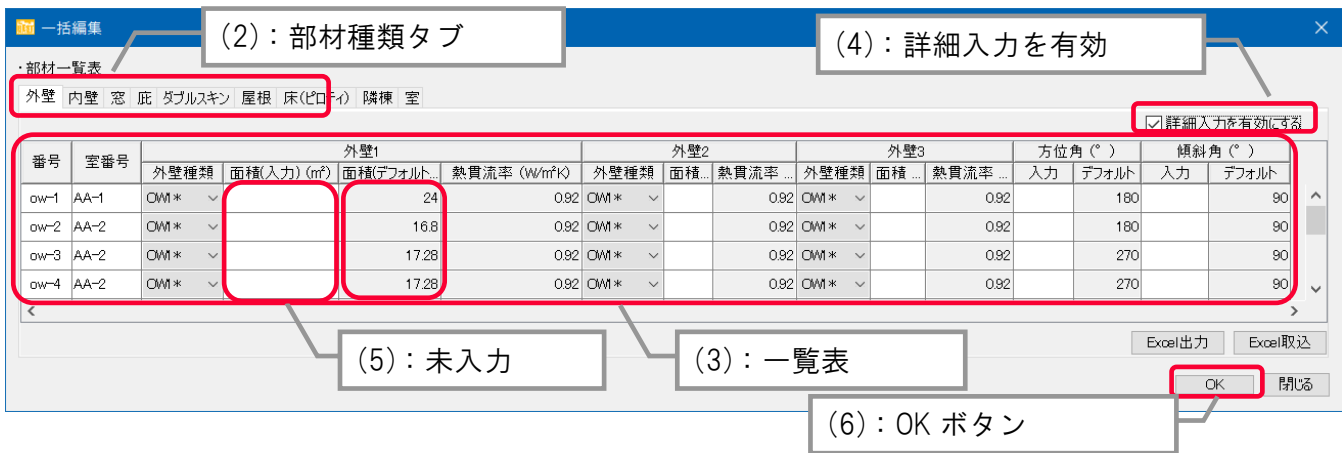 一括編集
(2)：部材種類タブ
(4)：詳細入力を有効
・部材一覧表
外壁 内壁 窓 庇 ダブルスキン 屋根 床(ピロティ) 隣棟 室
詳細入力を有効にする
番号 室番号 外壁1 外壁2 外壁3 方位角(°) 傾斜角(°)
外壁種類 面積(入力)(㎡) 面積(デフォルト... 熱貫流率 (W/㎡K) 外壁種類 面積... 熱貫流率 ... 外壁種類 面積 ... 熱貫流率 ... 入力 デフォルト 入力 デフォルト
ow-1 AA-1 OW1* 24 0.92 OW1* 0.92 OW1* 0.92 180 90
ow-2 AA-2 OW1* 16.8 0.92 OW1* 0.92 OW1* 0.92 180 90
ow-3 AA-2 OW1* 17.28 0.92 OW1* 0.92 OW1* 0.92 270 90
ow-4 AA-2 OW1* 17.28 0.92 OW1* 0.92 OW1* 0.92 270 90
(5)：未入力
(3)：一覧表
Excel出力 Excel取込
OK 閉じる
(6)：OK ボタン